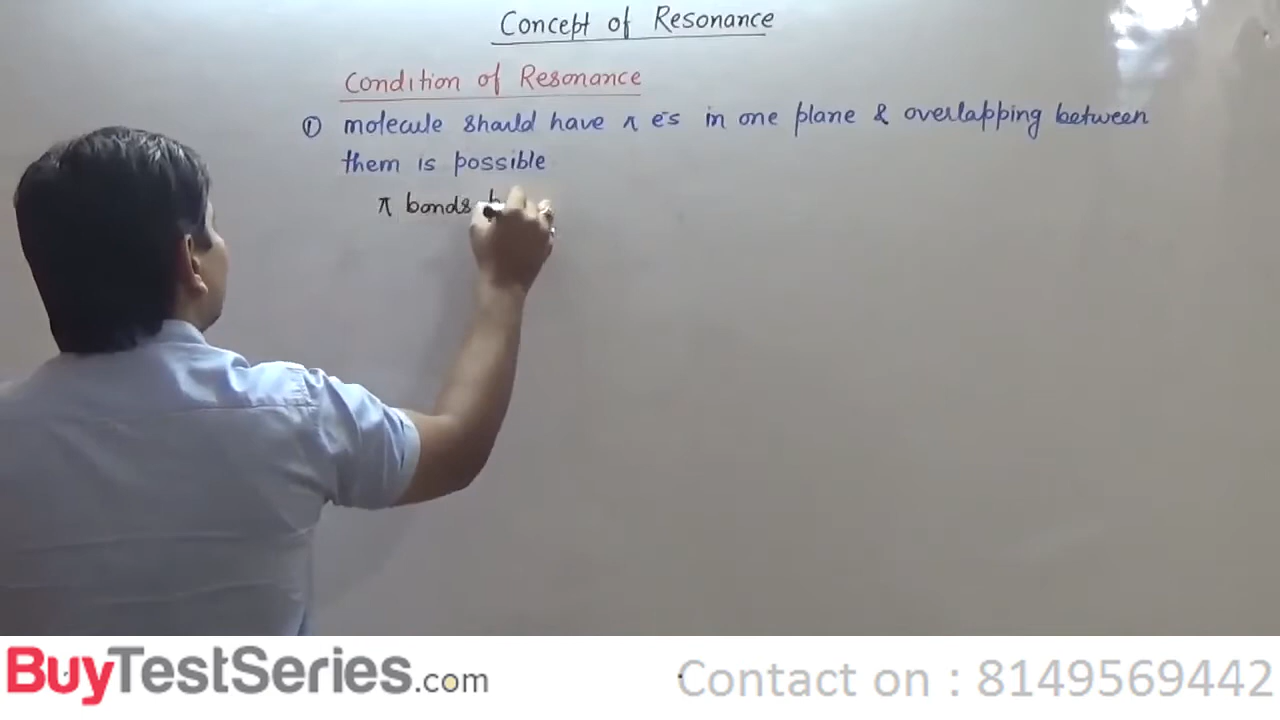 Concept of Resonance
Condition of Resonance
① molecule should have π e⁻s in one plane & overlapping between
them is possible
π bonds
BuyTestSeries.com
Contact on : 8149569442